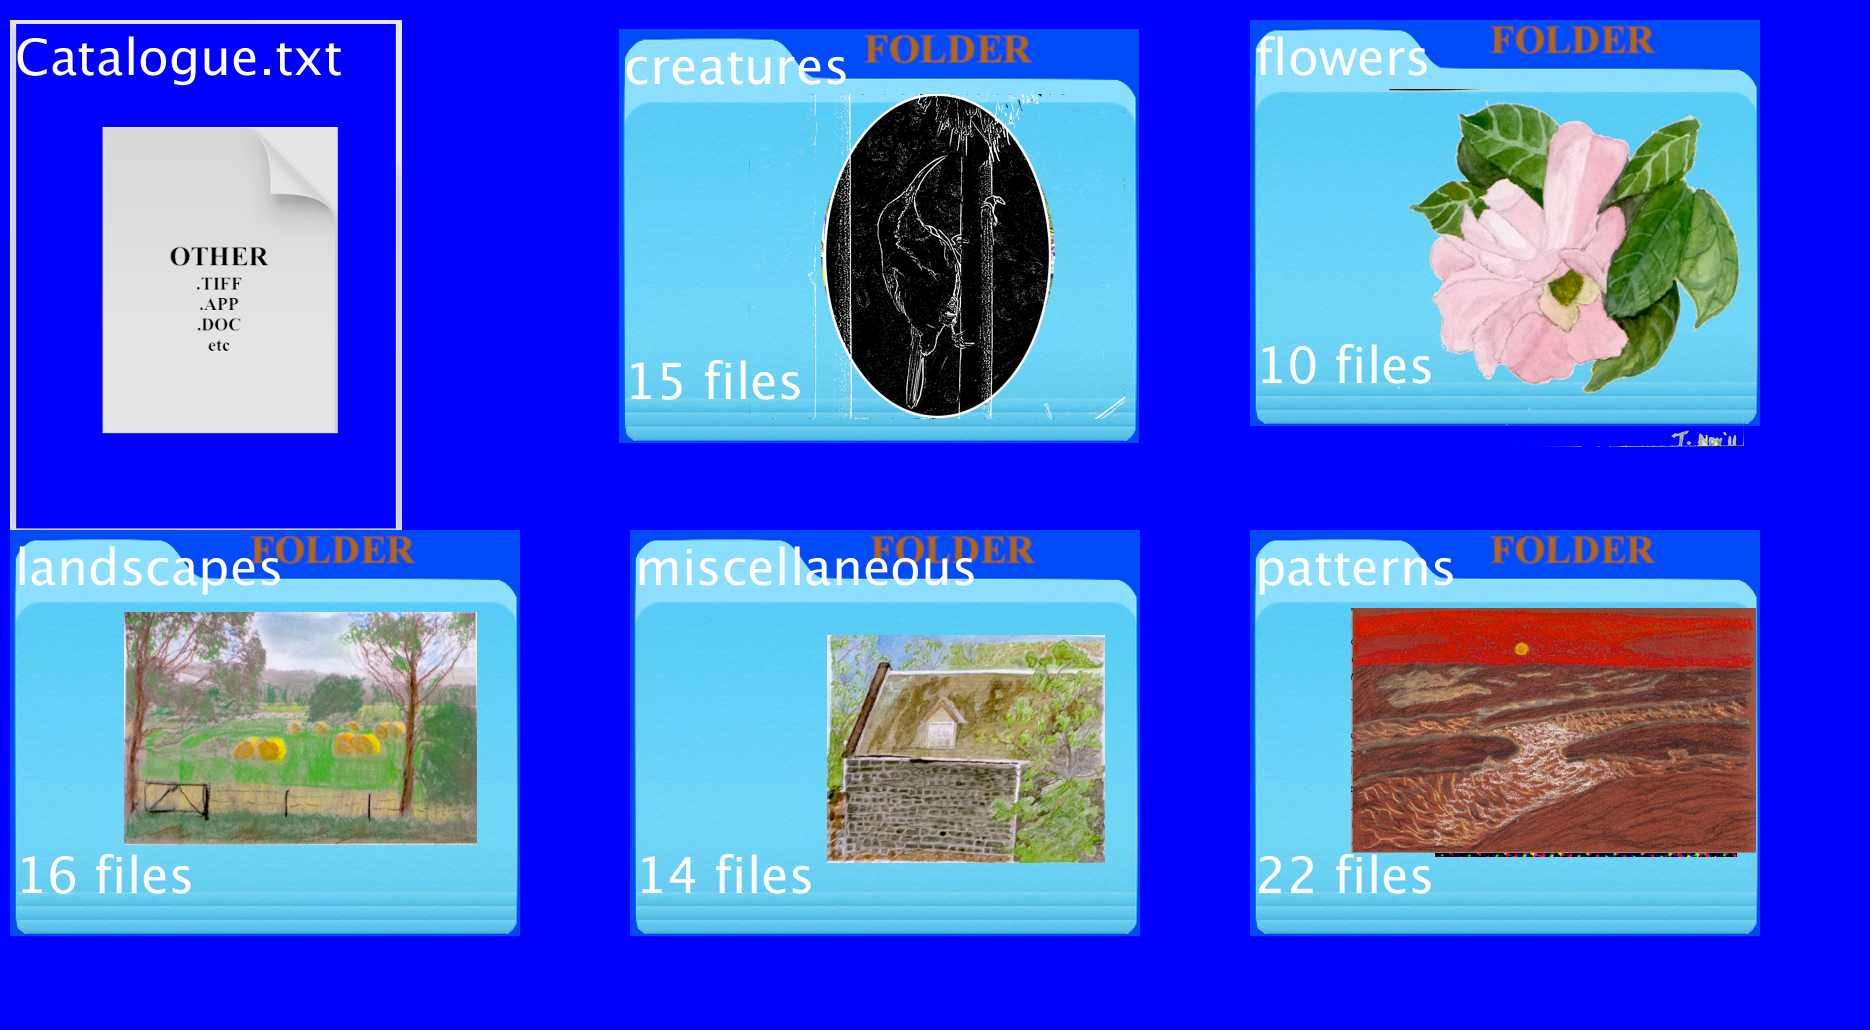 Catalogue.txt
OTHER
.TIFF
.APP
.DOC
etc
FOLDER
creatures
15 files
FOLDER
flowers
10 files
FOLDER
landscapes
16 files
FOLDER
miscellaneous
14 files
FOLDER
patterns
22 files